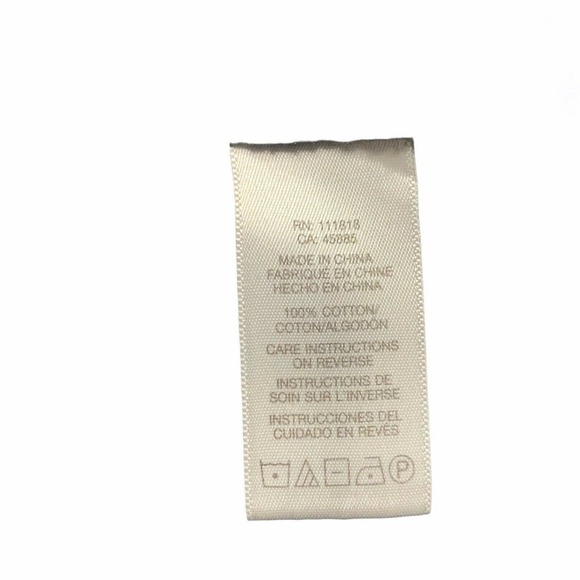 RN: 111818
CA: 45885
MADE IN CHINA
FABRIQUE EN CHINE
HECHO EN CHINA
100% COTTON/
COTON/ALGODÓN
CARE INSTRUCTIONS
ON REVERSE
INSTRUCTIONS DE
SOIN SUR L'INVERSE
INSTRUCCIONES DEL
CUIDADO EN REVÉS
P